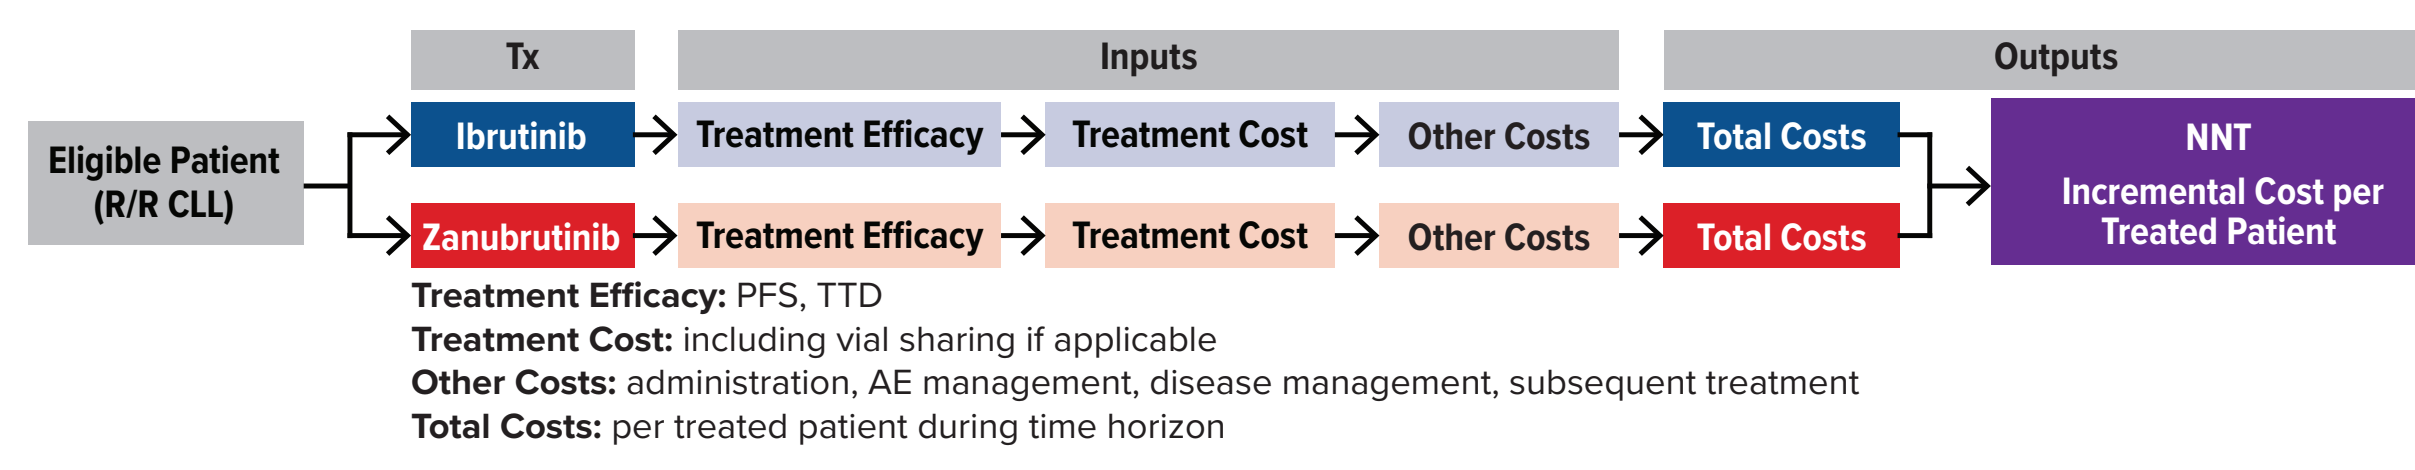 Tx
Inputs
Outputs
Eligible Patient
(R/R CLL)
Ibrutinib
Treatment Efficacy
Treatment Cost
Other Costs
Total Costs
Zanubrutinib
Treatment Efficacy
Treatment Cost
Other Costs
Total Costs
NNT
Incremental Cost per
Treated Patient
Treatment Efficacy: PFS, TTD
Treatment Cost: including vial sharing if applicable
Other Costs: administration, AE management, disease management, subsequent treatment
Total Costs: per treated patient during time horizon